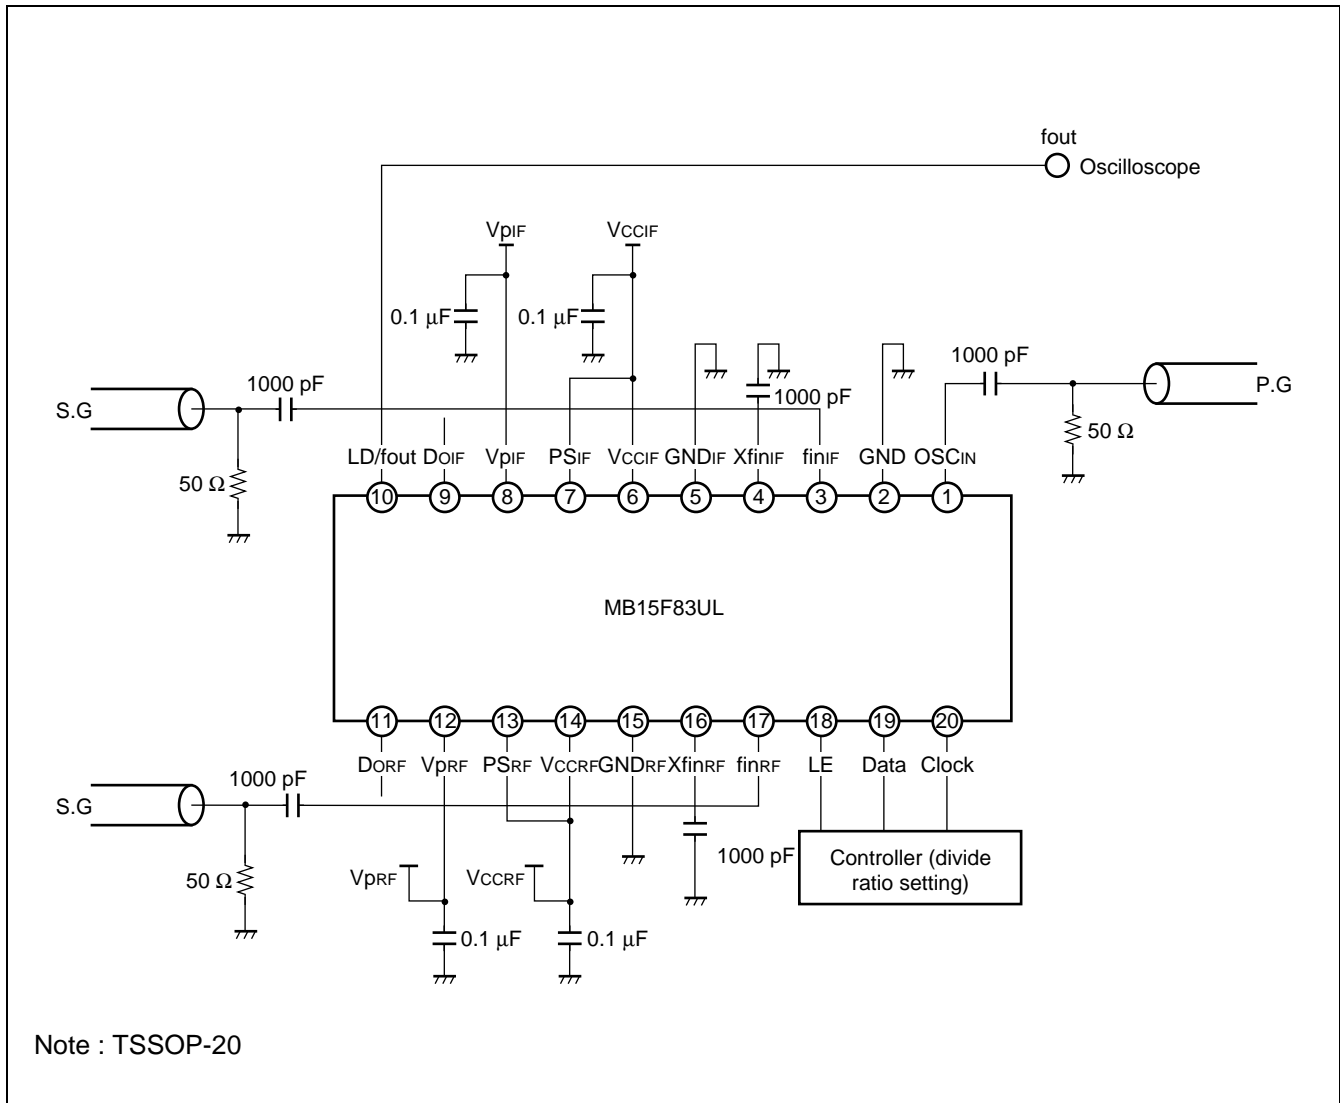 fout
Oscilloscope
VpIF
VCCIF
0.1 μF
0.1 μF
1000 pF
1000 pF
1000 pF
S.G
P.G
50 Ω
50 Ω
LD/fout DOIF VpIF PSIF VCCIF GNDIF XfinIF finIF GND OSCIN
10 9 8 7 6 5 4 3 2 1
MB15F83UL
11 12 13 14 15 16 17 18 19 20
DORF VpRF PSRF VCCRF GNDRF XfinRF finRF LE Data Clock
1000 pF
S.G
50 Ω
VpRF
VCCRF
1000 pF
Controller (divide
ratio setting)
0.1 μF
0.1 μF
Note : TSSOP-20